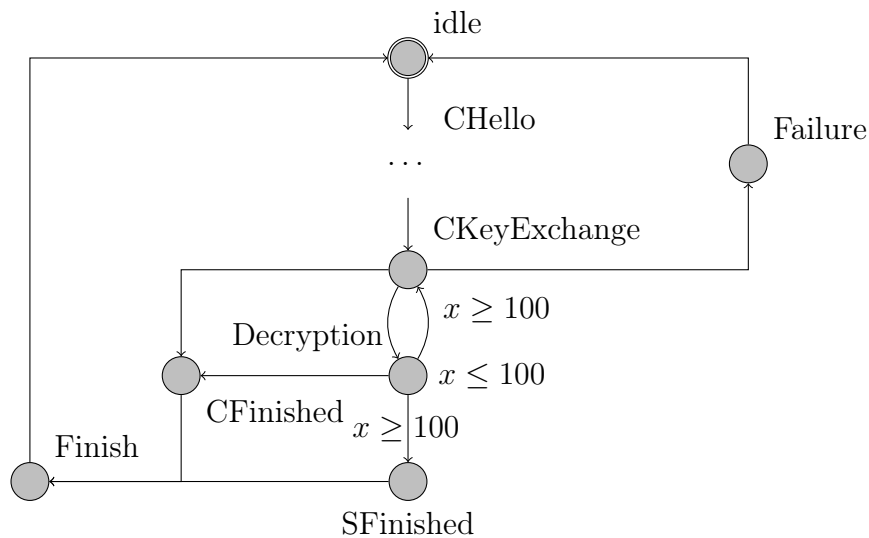 idle
CHello
Failure
. . .
CKeyExchange
x ≥ 100
Decryption
x ≤ 100
CFinished
x ≥ 100
Finish
SFinished